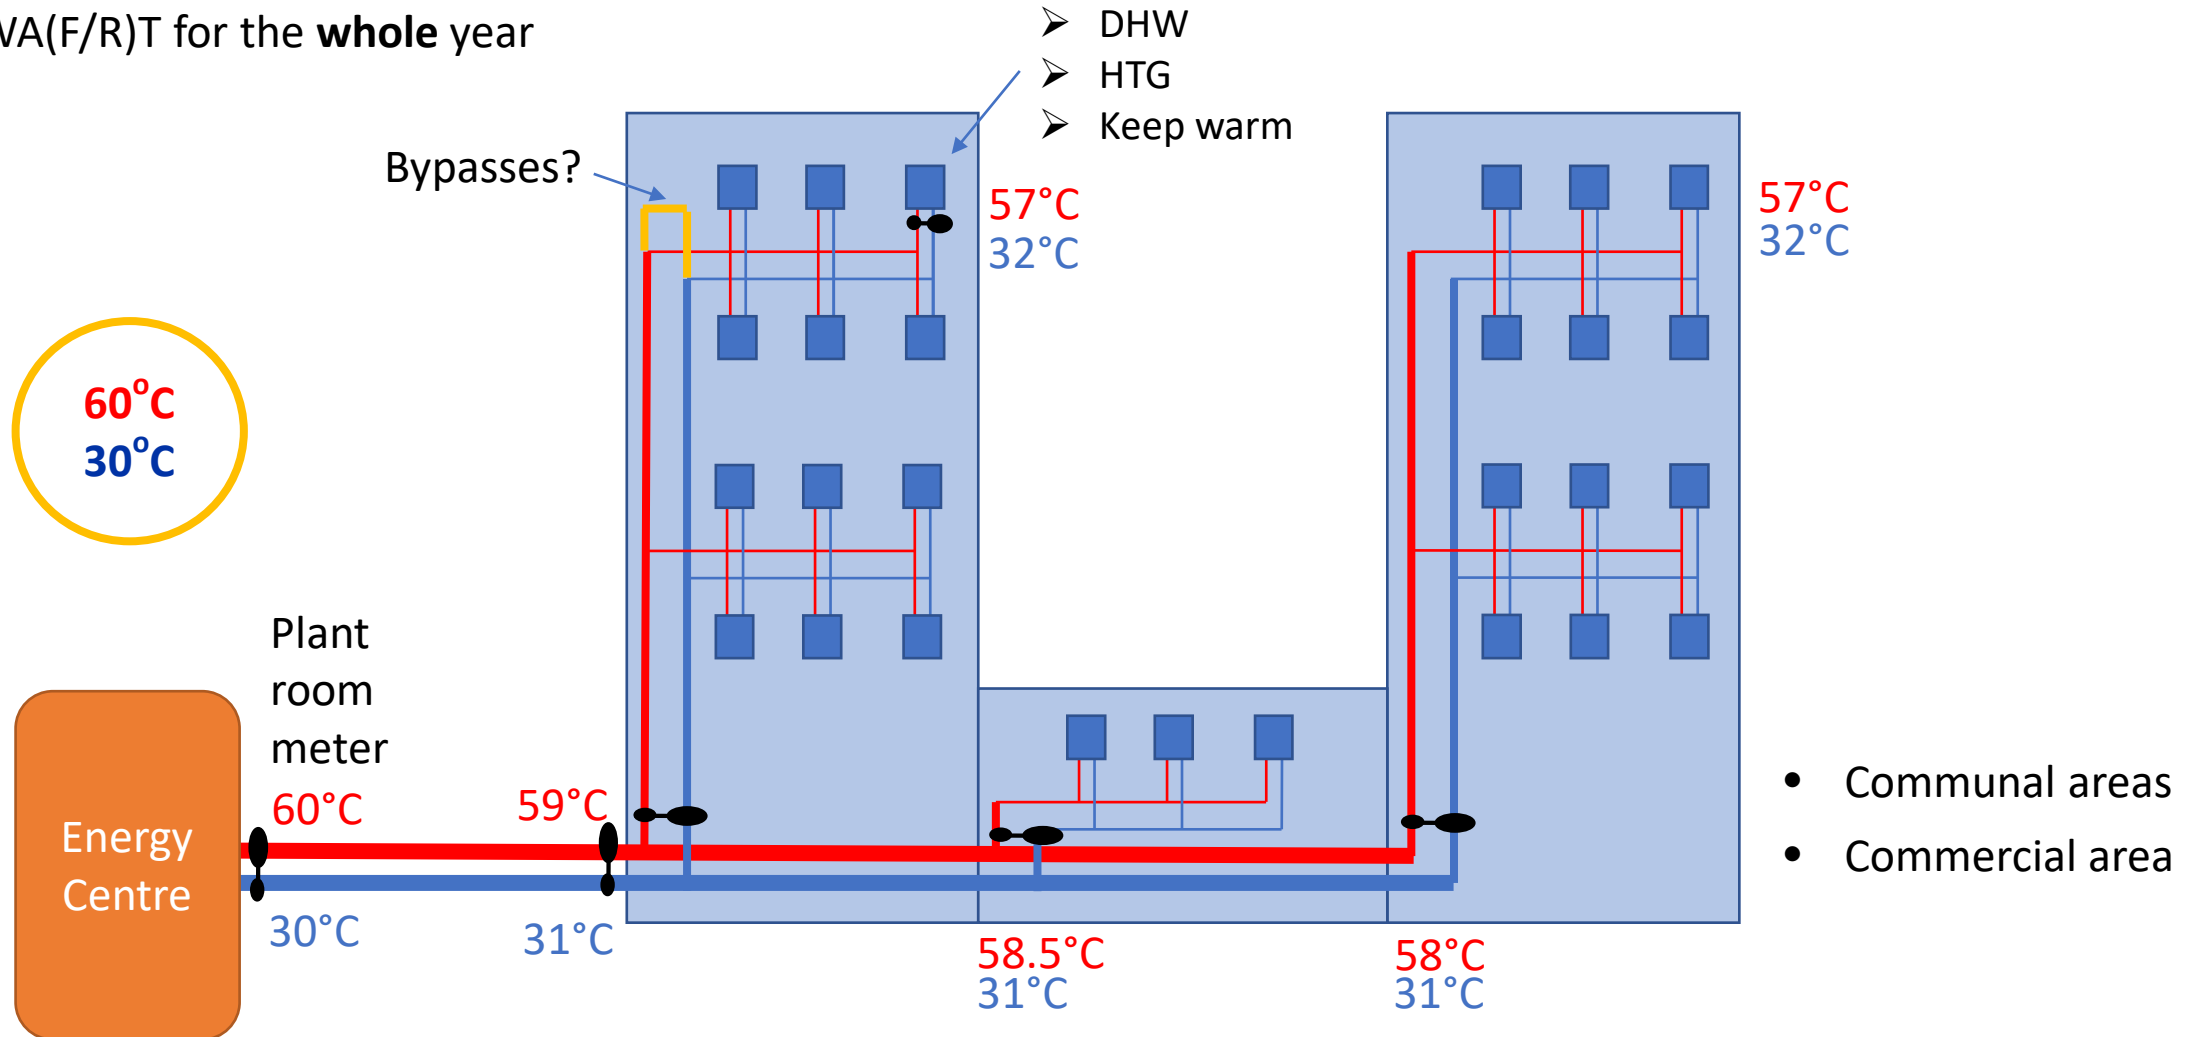 WA(F/R)T for the whole year
➢ DHW
➢ HTG
➢ Keep warm
Bypasses?
57°C
32°C
57°C
32°C
60°C
30°C
Plant
room
meter
60°C
59°C
Energy
Centre
30°C
31°C
58.5°C
31°C
58°C
31°C
• Communal areas
• Commercial area